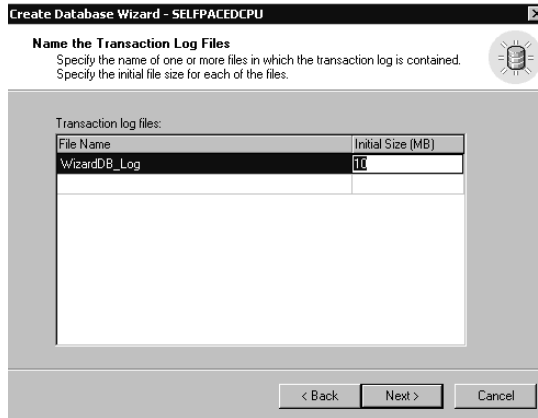 Create Database Wizard - SELFPACEDCPU
Name the Transaction Log Files
Specify the name of one or more files in which the transaction log is contained.
Specify the initial file size for each of the files.
Transaction log files:
File Name Initial Size (MB)
WizardDB_Log 10
< Back Next > Cancel